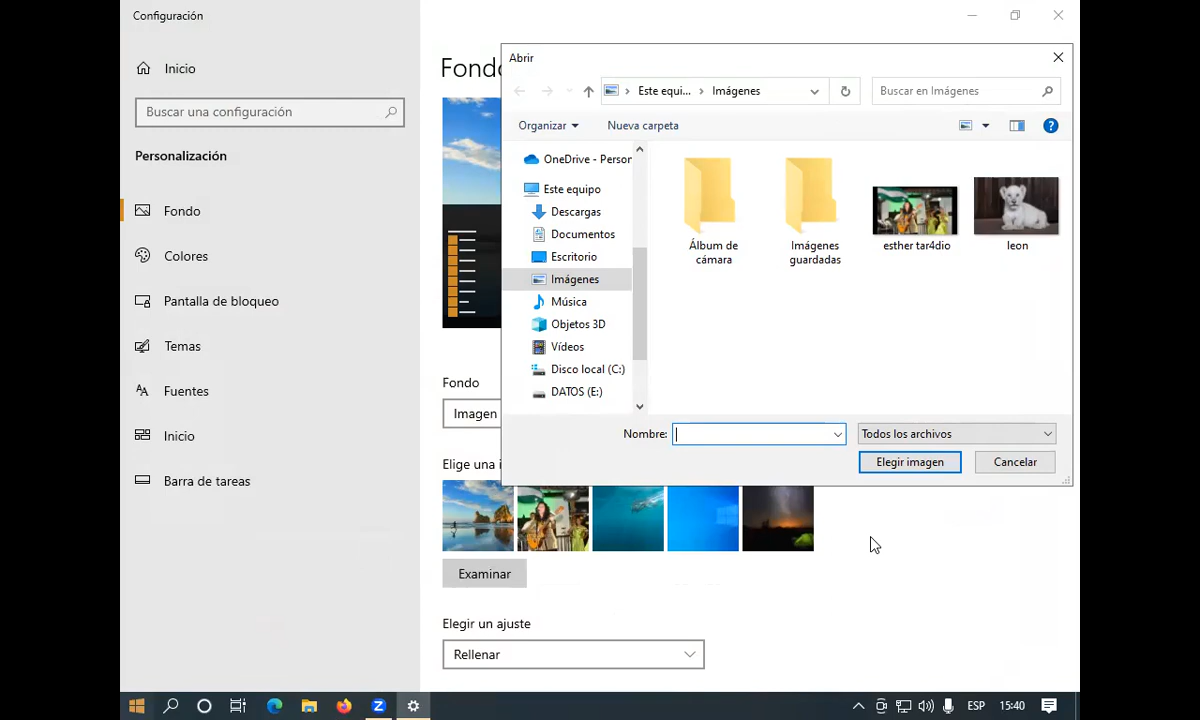 Configuración
Inicio
Buscar una configuración
Personalización
Fondo
Colores
Pantalla de bloqueo
Temas
Fuentes
Inicio
Barra de tareas
Fondo
Imagen
Elige una i
Examinar
Elegir un ajuste
Rellenar
Abrir
Este equi... Imágenes
Buscar en Imágenes
Organizar
Nueva carpeta
OneDrive - Person
Este equipo
Descargas
Documentos
Escritorio
Imágenes
Música
Objetos 3D
Vídeos
Disco local (C:)
DATOS (E:)
Álbum de
cámara
Imágenes
guardadas
esther tar4dio
leon
Nombre:
Todos los archivos
Elegir imagen
Cancelar
ESP
15:40